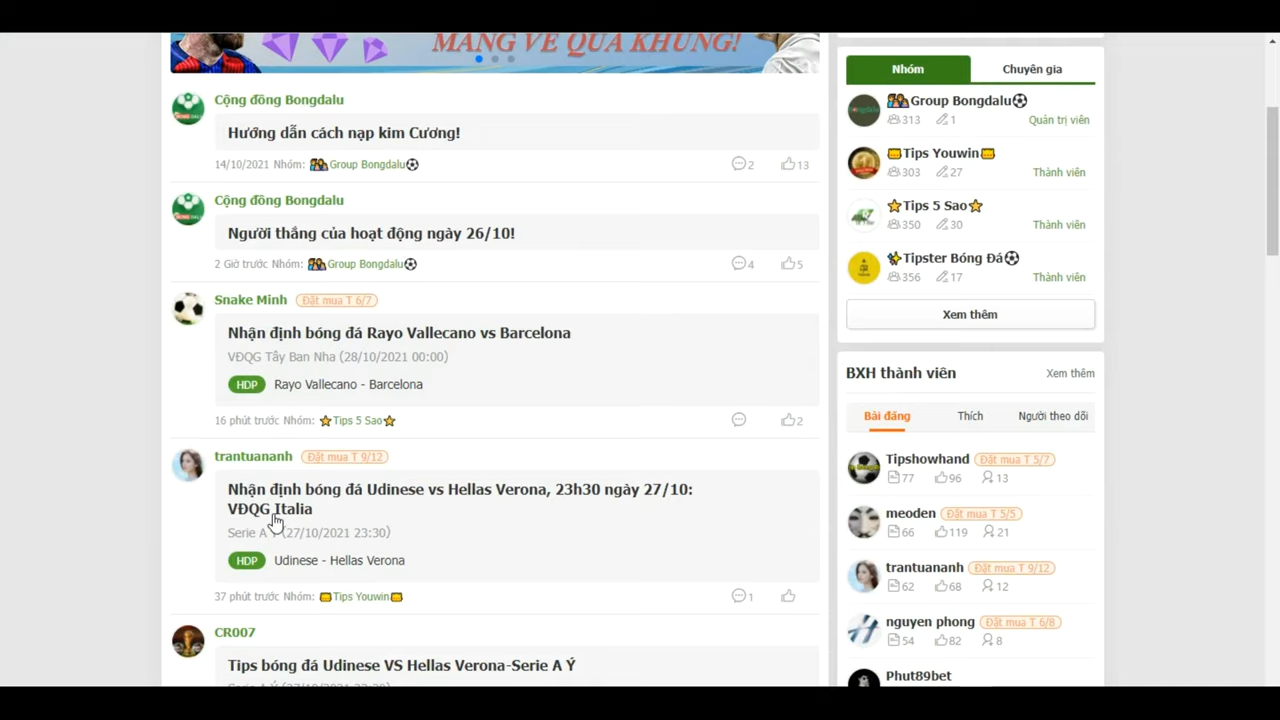 MANG VỀ QUÀ KHỦNG!
Cộng đồng Bongdalu
Hướng dẫn cách nạp kim Cương!
14/10/2021 Nhóm: Group Bongdalu
2
13
Cộng đồng Bongdalu
Người thắng của hoạt động ngày 26/10!
2 Giờ trước Nhóm: Group Bongdalu
4
5
Snake Minh Đặt mua T 6/7
Nhận định bóng đá Rayo Vallecano vs Barcelona
VĐQG Tây Ban Nha (28/10/2021 00:00)
HDP Rayo Vallecano - Barcelona
16 phút trước Nhóm: ⭐Tips 5 Sao⭐
2
trantuananh Đặt mua T 9/12
Nhận định bóng đá Udinese vs Hellas Verona, 23h30 ngày 27/10:
VĐQG Italia
Serie A Ý (27/10/2021 23:30)
HDP Udinese - Hellas Verona
37 phút trước Nhóm: Tips Youwin
1
CR007
Tips bóng đá Udinese VS Hellas Verona-Serie A Ý
Serie A Ý (27/10/2021 23:30)
Nhóm Chuyên gia
Group Bongdalu⚽
313 1 Quản trị viên
Tips Youwin
303 27 Thành viên
⭐Tips 5 Sao⭐
350 30 Thành viên
Tipster Bóng Đá⚽
356 17 Thành viên
Xem thêm
BXH thành viên Xem thêm
Bài đăng Thích Người theo dõi
Tipshowhand Đặt mua T 5/7
77 96 13
meoden Đặt mua T 5/5
66 119 21
trantuananh Đặt mua T 9/12
62 68 12
nguyen phong Đặt mua T 6/8
54 82 8
Phut89bet